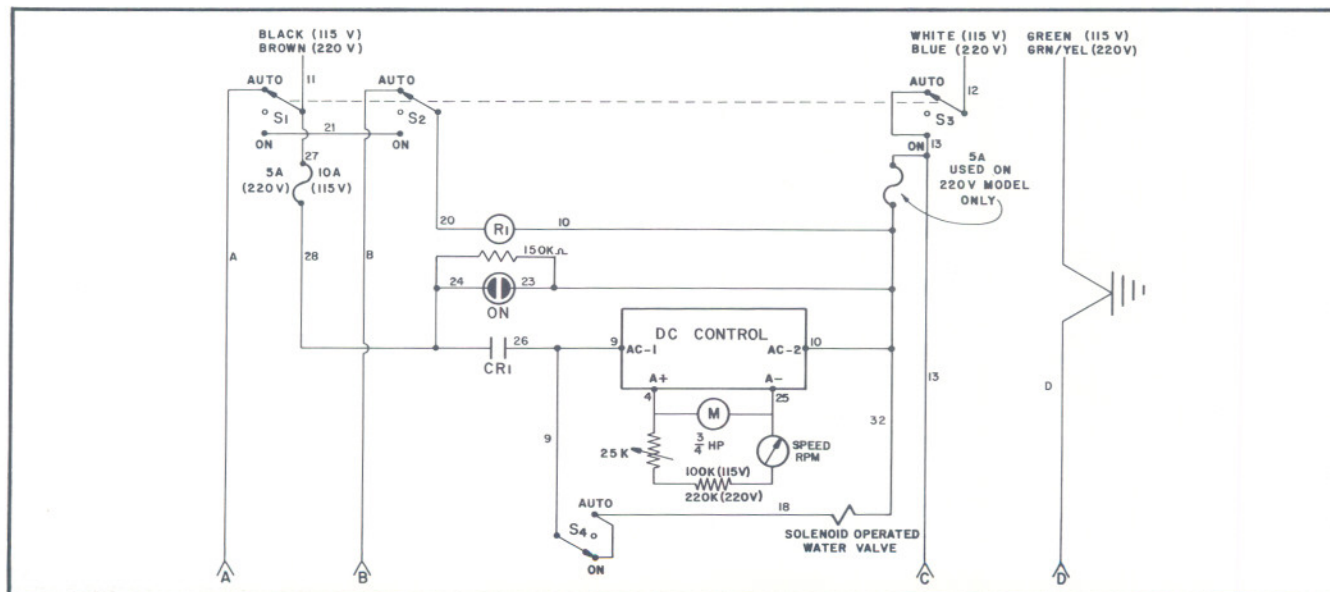 BLACK (115 V)
BROWN (220 V)
WHITE (115 V)
BLUE (220 V)
GREEN (115 V)
GRN/YEL (220V)
AUTO
11
AUTO
AUTO
12
S1
S2
S3
21
ON
ON
ON
13
27
5A
(220V)
10A
(115V)
5A
USED ON
220V MODEL
ONLY
20
R1
10
A
28
B
150K Ω
24
23
ON
DC CONTROL
26
9
AC-1
AC-2
10
CR1
A+
A-
4
25
13
D
M
3/4 HP
32
9
25K
SPEED
RPM
100K (115V)
220K (220V)
AUTO
18
S4
SOLENOID OPERATED
WATER VALVE
ON
A
B
C
D